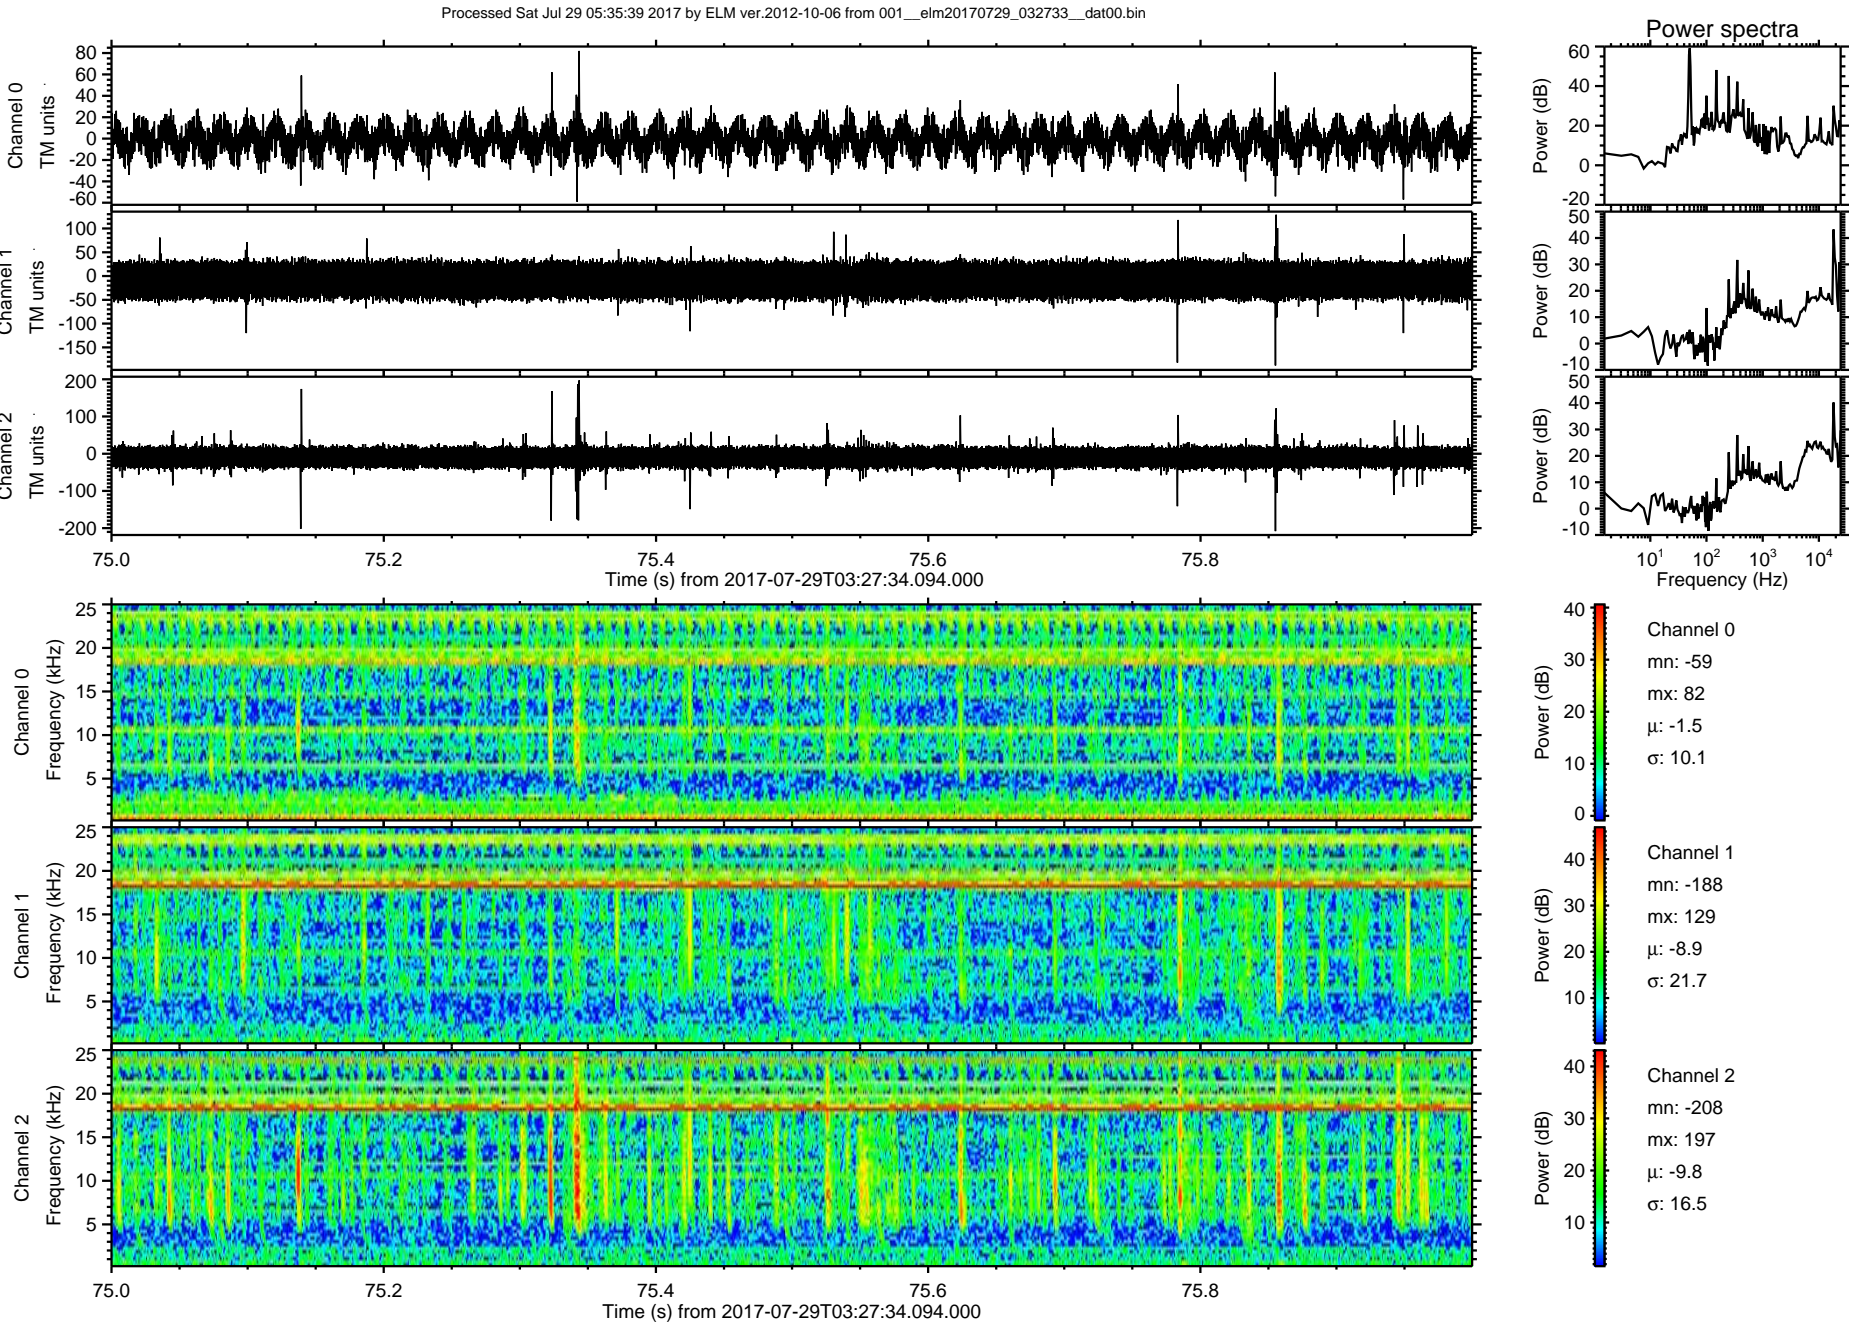 Processed Sat Jul 29 05:35:39 2017 by ELM ver.2012-10-06 from 001__elm20170729_032733__dat00.bin
Power spectra
Channel 0
TM units
80
60
40
20
0
-20
-40
-60
Power (dB)
60
40
20
0
-20
Channel 1
TM units
100
50
0
-50
-100
-150
Power (dB)
50
40
30
20
10
0
-10
Channel 2
TM units
200
100
0
-100
-200
Power (dB)
50
40
30
20
10
0
-10
75.0 75.2 75.4 75.6 75.8
Time (s) from 2017-07-29T03:27:34.094.000
10¹ 10² 10³ 10⁴
Frequency (Hz)
Channel 0
Frequency (kHz)
25
20
15
10
5
Power (dB)
40
30
20
10
0
Channel 0
mn: -59
mx: 82
μ: -1.5
σ: 10.1
Channel 1
Frequency (kHz)
25
20
15
10
5
Power (dB)
40
30
20
10
Channel 1
mn: -188
mx: 129
μ: -8.9
σ: 21.7
Channel 2
Frequency (kHz)
25
20
15
10
5
Power (dB)
40
30
20
10
Channel 2
mn: -208
mx: 197
μ: -9.8
σ: 16.5
75.0 75.2 75.4 75.6 75.8
Time (s) from 2017-07-29T03:27:34.094.000